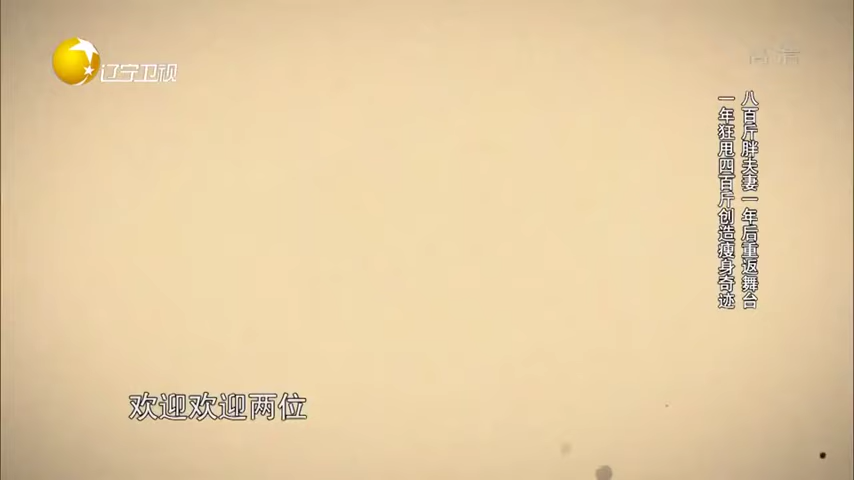 辽宁卫视
八百斤胖夫妻一年后重返舞台
一年狂甩四百斤创造瘦身奇迹
欢迎欢迎两位